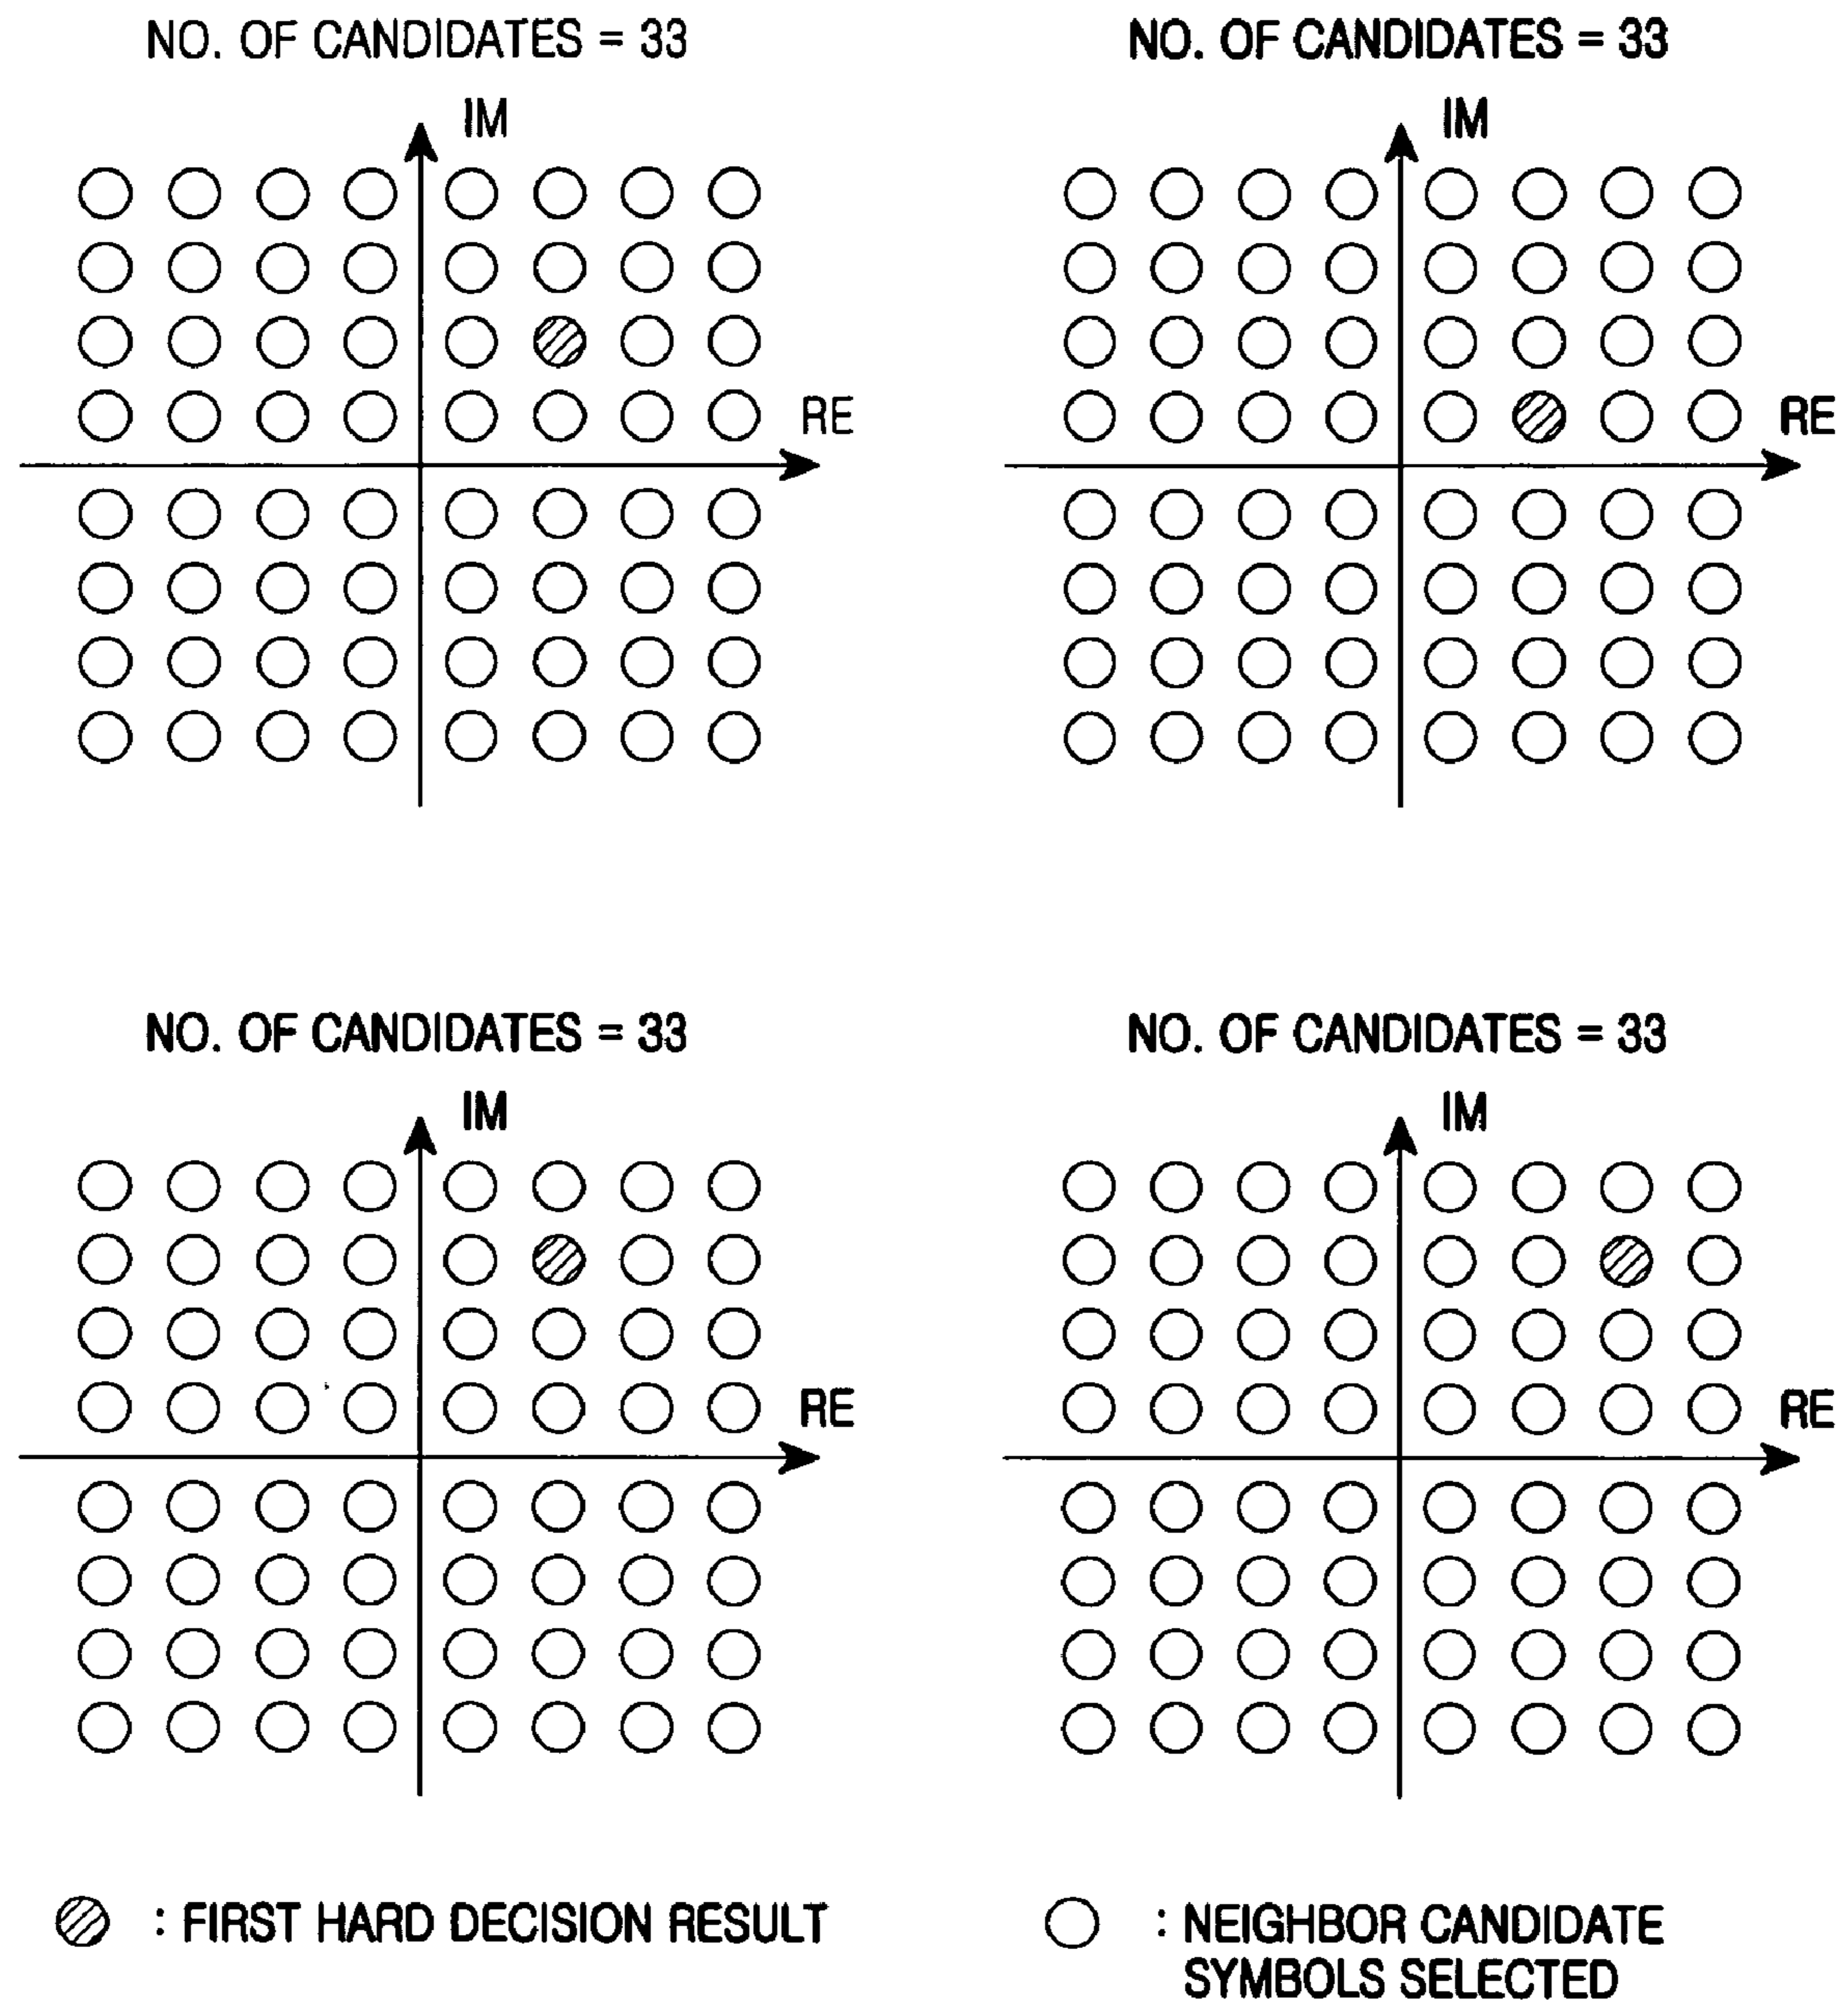 NO. OF CANDIDATES = 33
NO. OF CANDIDATES = 33
IM
IM
RE
RE
NO. OF CANDIDATES = 33
NO. OF CANDIDATES = 33
IM
IM
RE
RE
: FIRST HARD DECISION RESULT
: NEIGHBOR CANDIDATE
SYMBOLS SELECTED